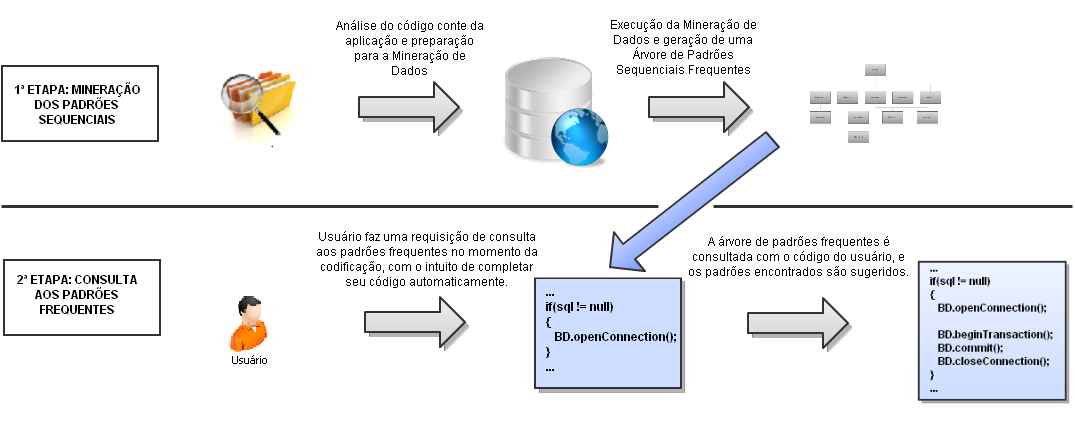 Análise do código conte da
aplicação e preparação
para a Mineração de
Dados
Execução da Mineração de
Dados e geração de uma
Árvore de Padrões
Sequenciais Frequentes
1ª ETAPA: MINERAÇÃO
DOS PADRÕES
SEQUENCIAIS
Usuário faz uma requisição de consulta
aos padrões frequentes no momento da
codificação, com o intuito de completar
seu código automaticamente.
A árvore de padrões frequentes é
consultada com o código do usuário, e
os padrões encontrados são sugeridos.
2ª ETAPA: CONSULTA
AOS PADRÕES
FREQUENTES
Usuário
...
if(sql != null)
{
BD.openConnection();
}
...
...
if(sql != null)
{
BD.openConnection();
BD.beginTransaction();
BD.commit();
BD.closeConnection();
}
...